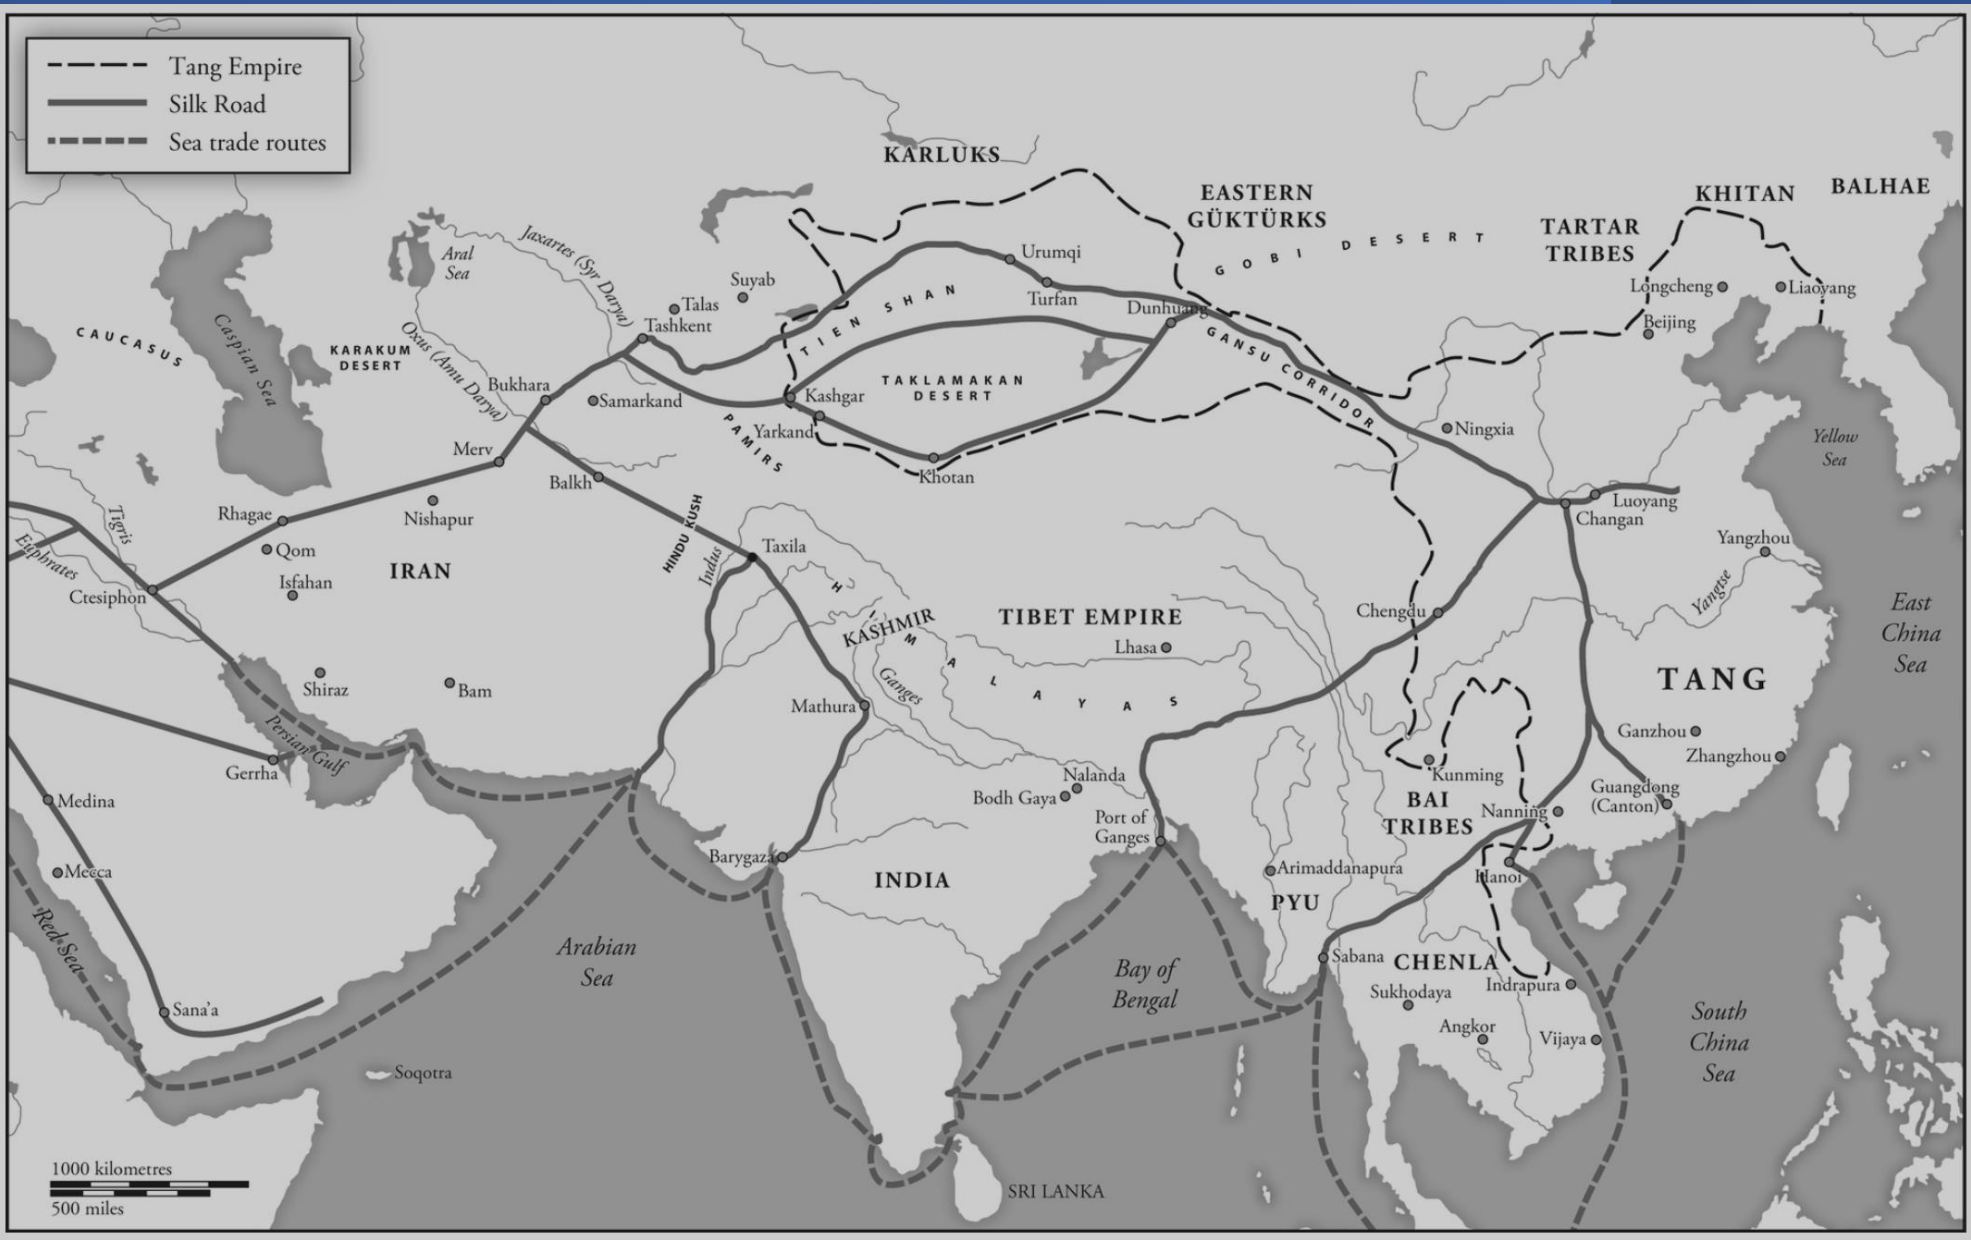 Tang Empire
Silk Road
Sea trade routes
KARLUKS
EASTERN
GÜKTÜRKS
KHITAN
BALHAE
TARTAR
TRIBES
GOBI DESERT
Jaxartes (Syr Darya)
Aral
Sea
Suyab
Urumqi
Talas
Tashkent
TIEN SHAN
Turfan
Dunhuang
Longcheng
Liaoyang
Beijing
CAUCASUS
Caspian Sea
KARAKUM
DESERT
Oxus (Amu Darya)
Bukhara
Samarkand
Kashgar
TAKLAMAKAN
DESERT
GANSU CORRIDOR
Yarkand
PAMIRS
Ningxia
Yellow
Sea
Merv
Balkh
Khotan
Rhagae
Nishapur
Tigris
Euphrates
Qom
Isfahan
IRAN
HINDU KUSH
Indus
Taxila
Luoyang
Changan
Yangzhou
Yangtse
Ctesiphon
HIMALAYAS
KASHMIR
TIBET EMPIRE
Lhasa
Chengdu
East
China
Sea
Shiraz
Bam
Ganges
Mathura
TANG
Persian Gulf
Gerrha
Ganzhou
Zhangzhou
Kunming
Nalanda
Bodh Gaya
Medina
BAI
TRIBES
Nanning
Guangdong
(Canton)
Port of
Ganges
Mecca
Barygaza
INDIA
Arimaddanapura
PYU
Hanoi
Red Sea
Arabian
Sea
Bay of
Bengal
Sabana
CHENLA
Sukhodaya
Indrapura
Sana'a
Angkor
Vijaya
South
China
Sea
Soqotra
1000 kilometres
500 miles
SRI LANKA